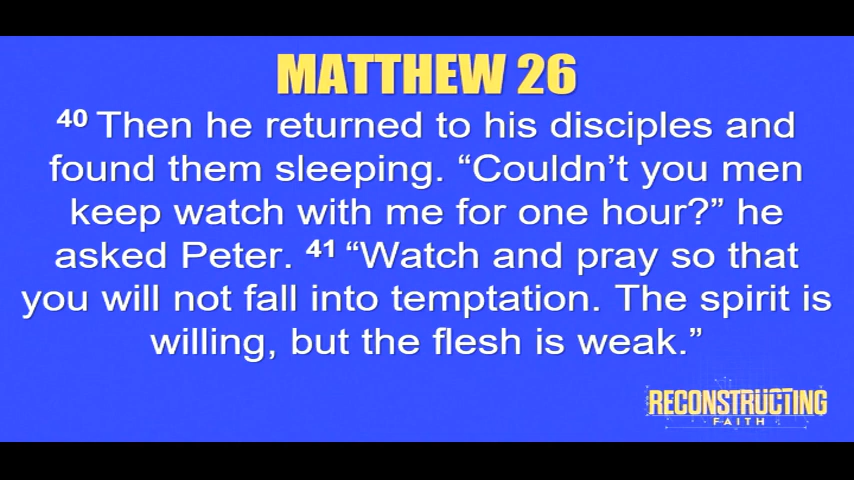 MATTHEW 26
40 Then he returned to his disciples and
found them sleeping. “Couldn’t you men
keep watch with me for one hour?” he
asked Peter. 41 “Watch and pray so that
you will not fall into temptation. The spirit is
willing, but the flesh is weak.”
RECONSTRUCTING
FAITH